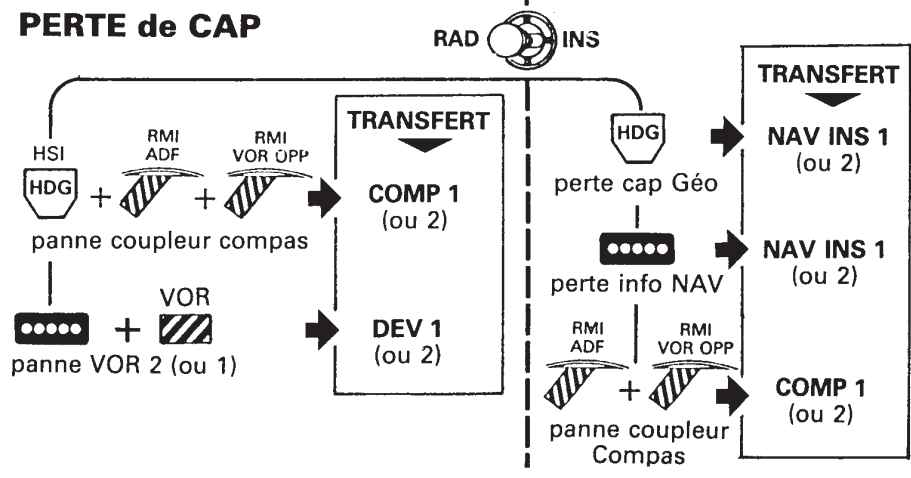 PERTE de CAP
RAD INS
TRANSFERT
HSI
RMI
ADF
RMI
VOR OPP
HDG + +
COMP 1
(ou 2)
panne coupleur compas
VOR
+
DEV 1
(ou 2)
panne VOR 2 (ou 1)
TRANSFERT
HDG
NAV INS 1
(ou 2)
perte cap Géo
NAV INS 1
(ou 2)
perte info NAV
RMI
ADF
RMI
VOR OPP
+
COMP 1
(ou 2)
panne coupleur
Compas